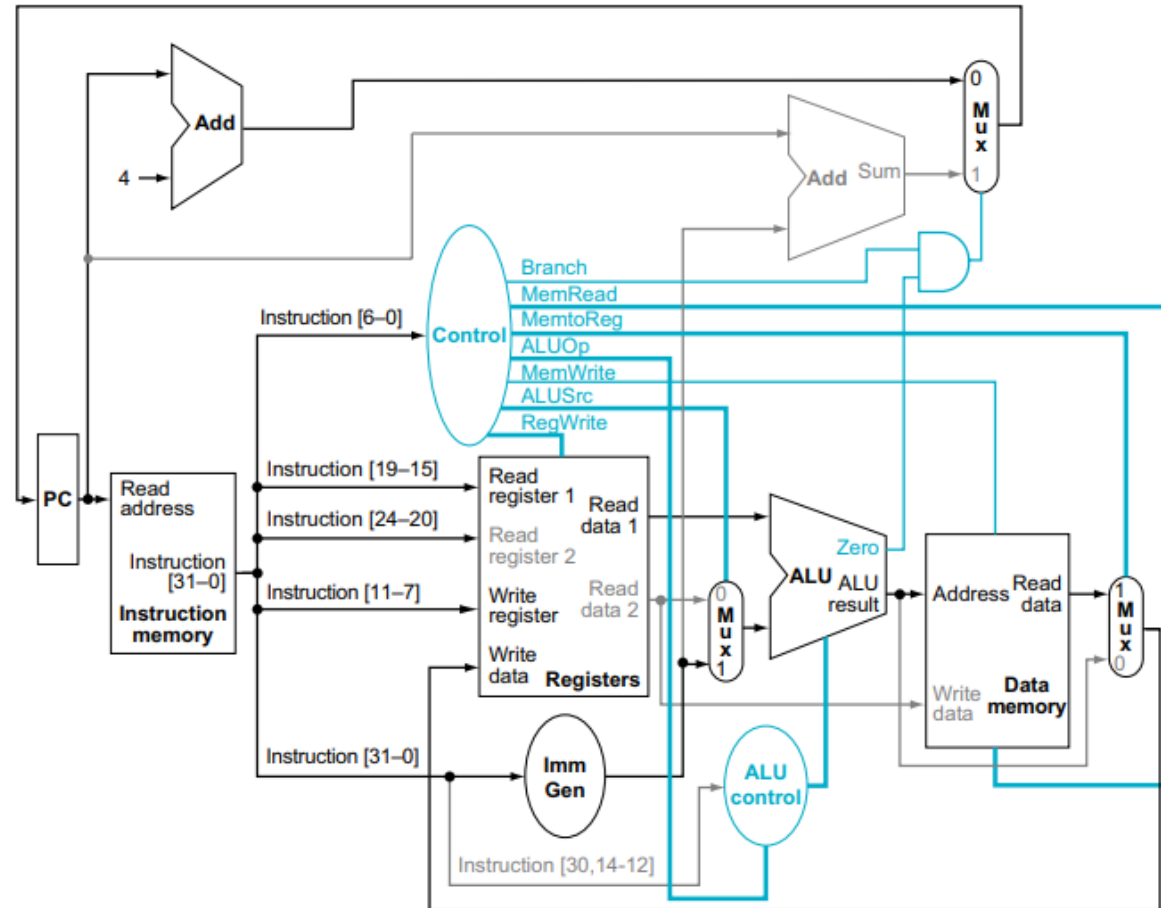 Add
4
0
Mux
1
Add Sum
Branch
MemRead
MemtoReg
ALUOp
MemWrite
ALUSrc
RegWrite
Control
Instruction [6–0]
Instruction [19–15]
Instruction [24–20]
Instruction [11–7]
Instruction [31–0]
Instruction [30,14-12]
PC
Read
address
Instruction
[31–0]
Instruction
memory
Read
register 1
Read
register 2
Write
register
Write
data
Read
data 1
Read
data 2
Registers
Imm
Gen
0
Mux
1
Zero
ALU
ALU
result
ALU
control
Address
Read
data
Write
data
Data
memory
1
Mux
0